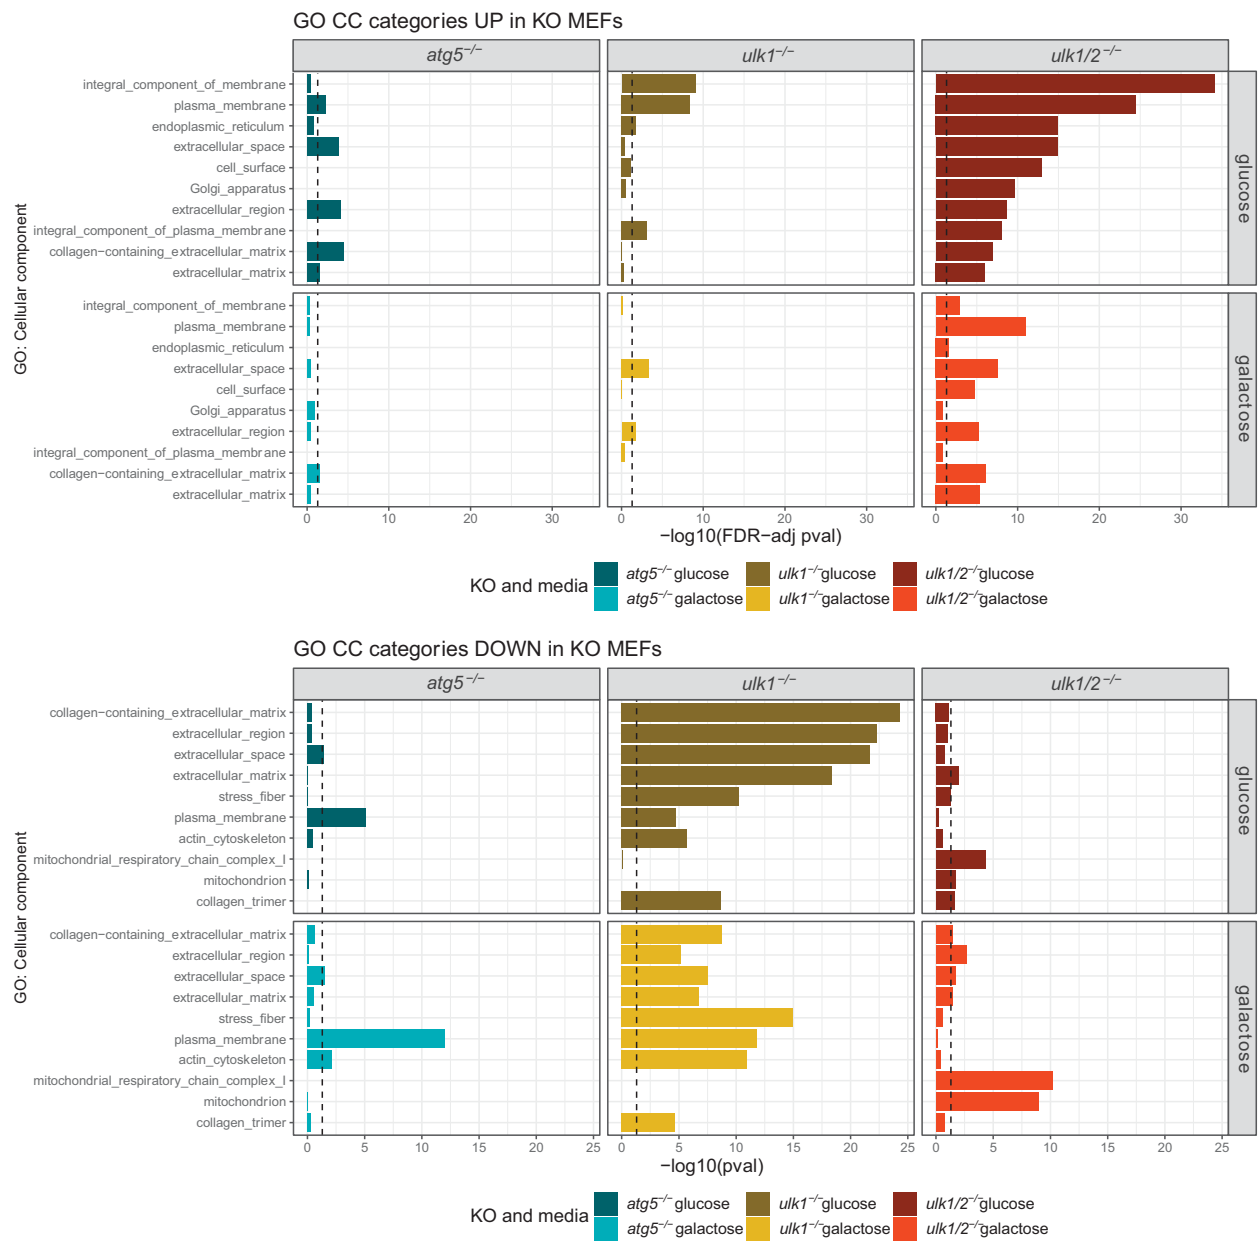 GO CC categories UP in KO MEFs
atg5−/−
ulk1−/−
ulk1/2−/−
GO: Cellular component
integral_component_of_membrane
plasma_membrane
endoplasmic_reticulum
extracellular_space
cell_surface
Golgi_apparatus
extracellular_region
integral_component_of_plasma_membrane
collagen−containing_extracellular_matrix
extracellular_matrix
glucose
integral_component_of_membrane
plasma_membrane
endoplasmic_reticulum
extracellular_space
cell_surface
Golgi_apparatus
extracellular_region
integral_component_of_plasma_membrane
collagen−containing_extracellular_matrix
extracellular_matrix
galactose
0 10 20 30 0 10 20 30 0 10 20 30
−log10(FDR−adj pval)
KO and media
atg5−/− glucose ulk1−/−glucose ulk1/2−/−glucose
atg5−/− galactose ulk1−/−galactose ulk1/2−/−galactose
GO CC categories DOWN in KO MEFs
atg5−/−
ulk1−/−
ulk1/2−/−
GO: Cellular component
collagen−containing_extracellular_matrix
extracellular_region
extracellular_space
extracellular_matrix
stress_fiber
plasma_membrane
actin_cytoskeleton
mitochondrial_respiratory_chain_complex_I
mitochondrion
collagen_trimer
glucose
collagen−containing_extracellular_matrix
extracellular_region
extracellular_space
extracellular_matrix
stress_fiber
plasma_membrane
actin_cytoskeleton
mitochondrial_respiratory_chain_complex_I
mitochondrion
collagen_trimer
galactose
0 5 10 15 20 25 0 5 10 15 20 25 0 5 10 15 20 25
−log10(pval)
KO and media
atg5−/− glucose ulk1−/−glucose ulk1/2−/−glucose
atg5−/− galactose ulk1−/−galactose ulk1/2−/−galactose